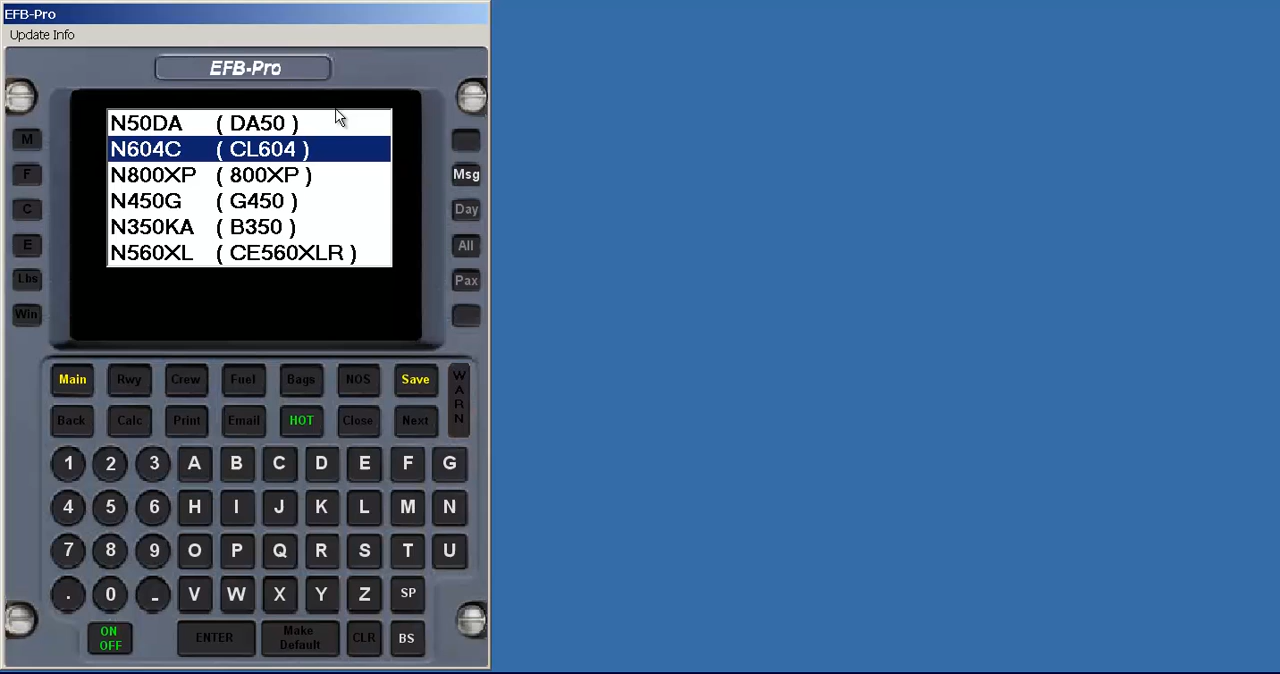 EFB-Pro
Update Info
EFB-Pro
N50DA ( DA50 )
N604C ( CL604 )
N800XP ( 800XP )
N450G ( G450 )
N350KA ( B350 )
N560XL ( CE560XLR )
M
F
C
E
Lbs
Win
Msg
Day
All
Pax
Main Rwy Crew Fuel Bags NOS Save
WARN
Back Calc Print Email HOT Close Next
1 2 3 A B C D E F G
4 5 6 H I J K L M N
7 8 9 O P Q R S T U
. 0 - V W X Y Z SP
ON
OFF
ENTER
Make
Default
CLR
BS